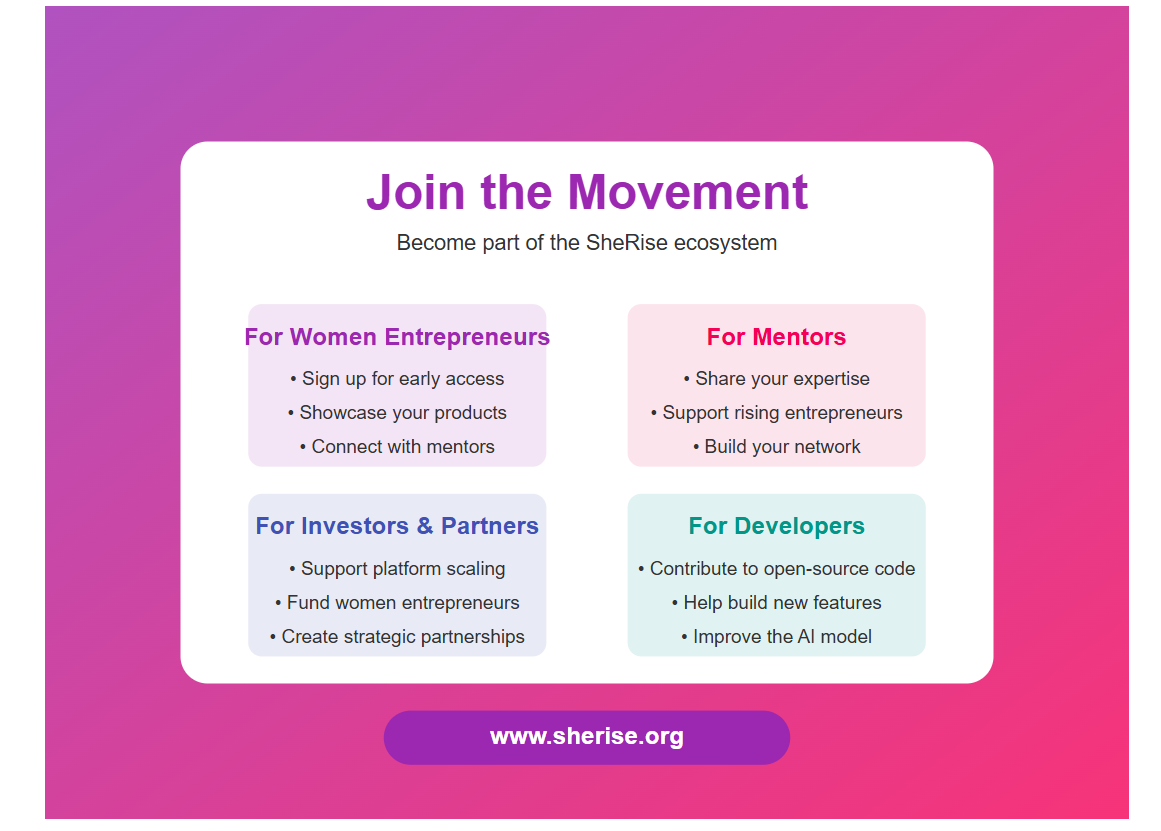 Join the Movement
Become part of the SheRise ecosystem
For Women Entrepreneurs
• Sign up for early access
• Showcase your products
• Connect with mentors
For Mentors
• Share your expertise
• Support rising entrepreneurs
• Build your network
For Investors & Partners
• Support platform scaling
• Fund women entrepreneurs
• Create strategic partnerships
For Developers
• Contribute to open-source code
• Help build new features
• Improve the AI model
www.sherise.org